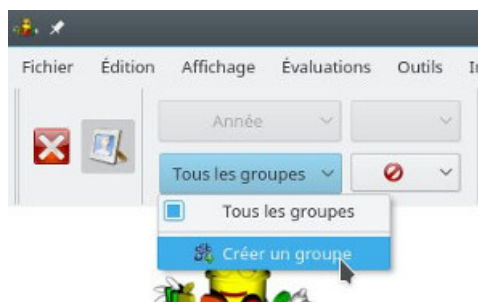 Fichier Édition Affichage Évaluations Outils
Année
Tous les groupes
Tous les groupes
Créer un groupe